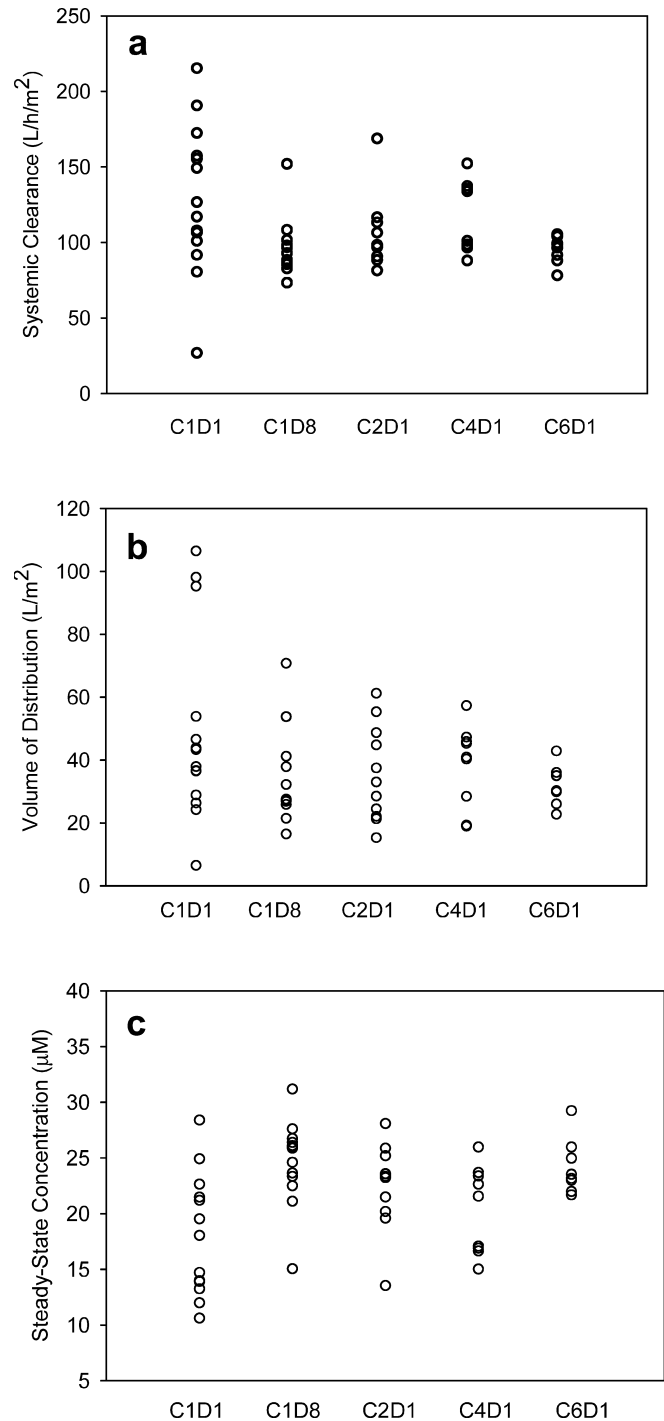 a
Systemic Clearance (L/h/m²)
250
200
150
100
50
0
C1D1 C1D8 C2D1 C4D1 C6D1
b
Volume of Distribution (L/m²)
120
100
80
60
40
20
0
C1D1 C1D8 C2D1 C4D1 C6D1
c
Steady-State Concentration (μM)
40
35
30
25
20
15
10
5
C1D1 C1D8 C2D1 C4D1 C6D1